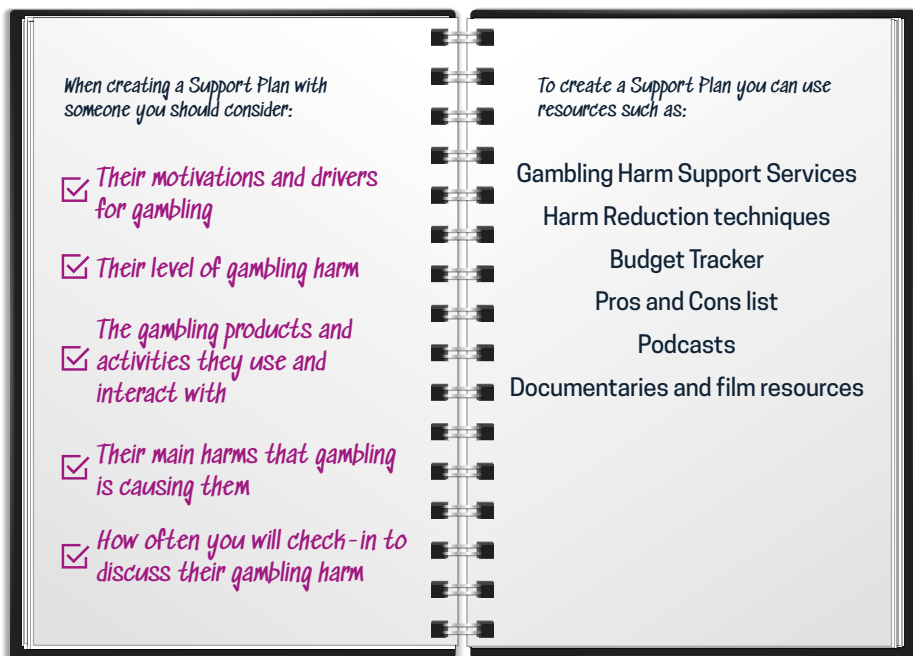 When creating a Support Plan with
someone you should consider:
Their motivations and drivers
for gambling
Their level of gambling harm
The gambling products and
activities they use and
interact with
Their main harms that gambling
is causing them
How often you will check-in to
discuss their gambling harm
To create a Support Plan you can use
resources such as:
Gambling Harm Support Services
Harm Reduction techniques
Budget Tracker
Pros and Cons list
Podcasts
Documentaries and film resources